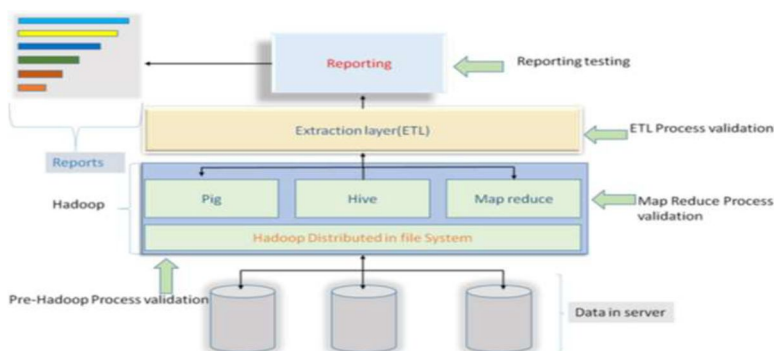 Reporting
Reporting testing
Extraction layer(ETL)
ETL Process validation
Reports
Hadoop
Pig
Hive
Map reduce
Map Reduce Process
validation
Hadoop Distributed in file System
Pre-Hadoop Process validation
Data in server